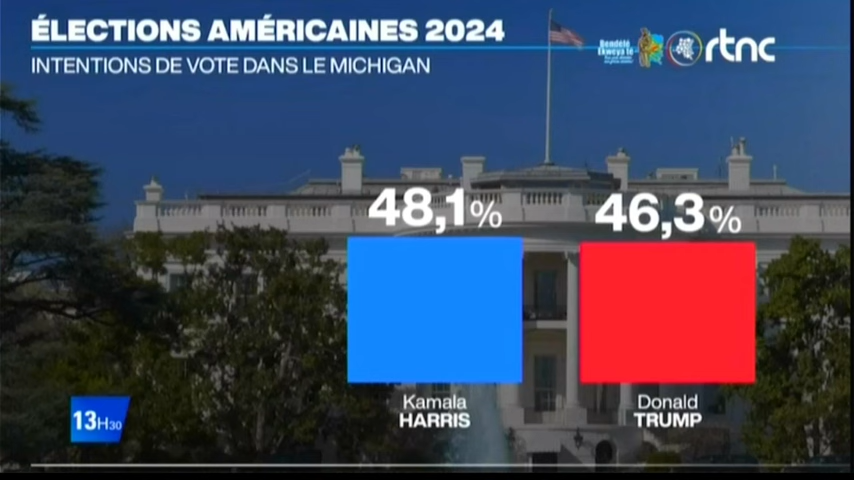 ÉLECTIONS AMÉRICAINES 2024
INTENTIONS DE VOTE DANS LE MICHIGAN
rtnc
48,1%
46,3%
Kamala
HARRIS
Donald
TRUMP
13H30